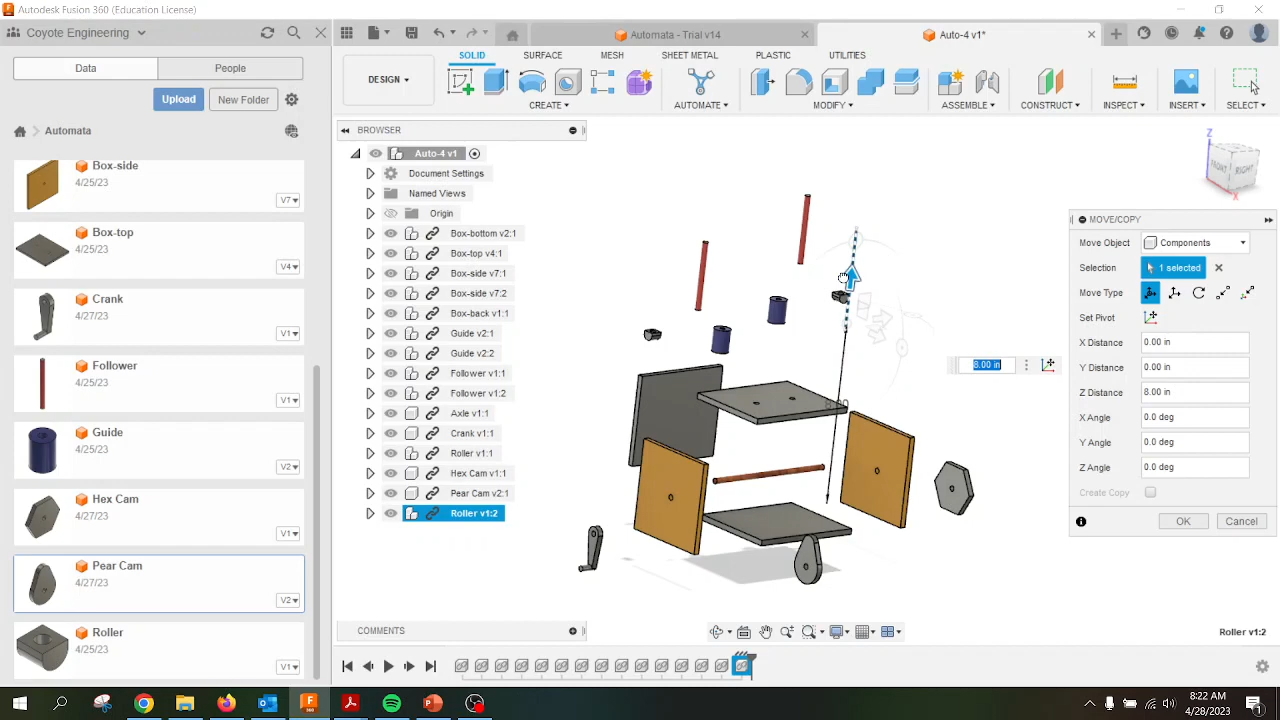 Autodesk Fusion 360 (Education License)
Coyote Engineering
Automata - Trial v14
Auto-4 v1*
Data
People
SOLID
SURFACE
MESH
SHEET METAL
PLASTIC
UTILITIES
Upload
New Folder
DESIGN
CREATE
AUTOMATE
MODIFY
ASSEMBLE
CONSTRUCT
INSPECT
INSERT
SELECT
Automata
BROWSER
Auto-4 v1
Document Settings
Named Views
Origin
Box-bottom v2:1
Box-top v4:1
Box-side v7:1
Box-side v7:2
Box-back v1:1
Guide v2:1
Guide v2:2
Follower v1:1
Follower v1:2
Axle v1:1
Crank v1:1
Roller v1:1
Hex Cam v1:1
Pear Cam v2:1
Roller v1:2
Box-side
4/25/23
V7
Box-top
4/25/23
V4
Crank
4/27/23
V1
Follower
4/25/23
V1
Guide
4/25/23
V2
Hex Cam
4/27/23
V1
Pear Cam
4/27/23
V2
Roller
4/25/23
V1
Z
FRONT
RIGHT
X
8.00
8.00 in
MOVE/COPY
Move Object
Components
Selection
1 selected
Move Type
Set Pivot
X Distance
0.00 in
Y Distance
0.00 in
Z Distance
8.00 in
X Angle
0.0 deg
Y Angle
0.0 deg
Z Angle
0.0 deg
Create Copy
OK
Cancel
COMMENTS
Roller v1:2
8:22 AM
4/28/2023